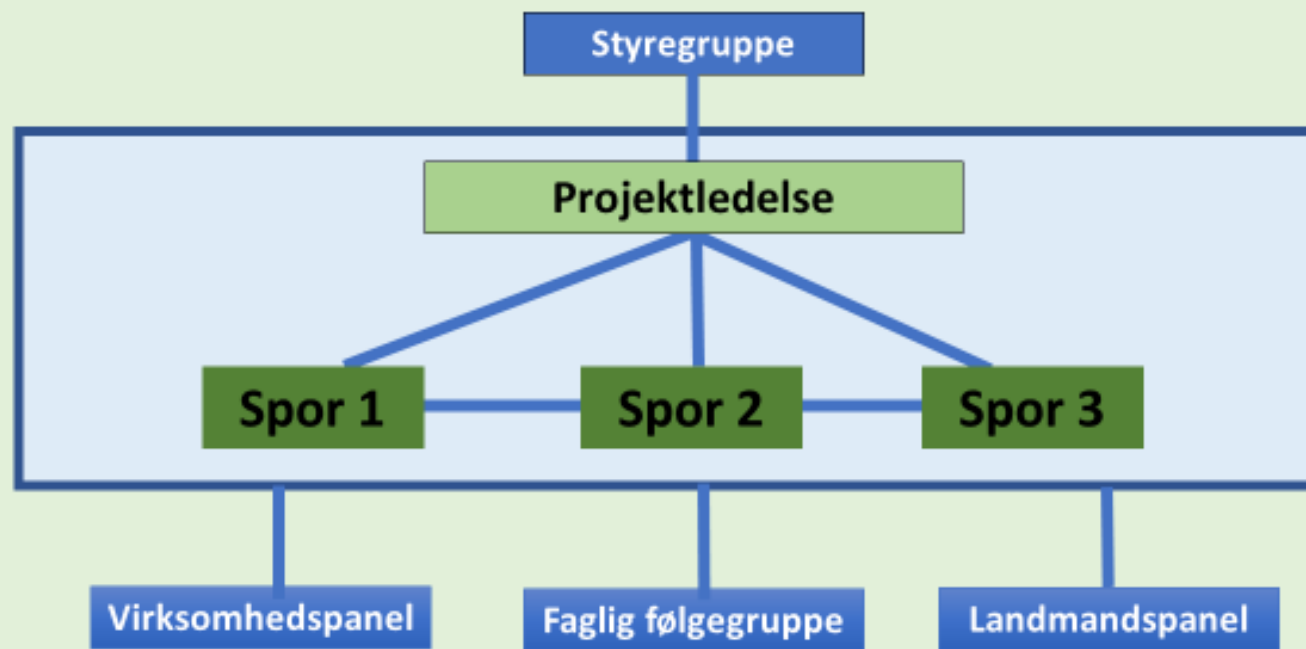 Styregruppe
Projektledelse
Spor 1
Spor 2
Spor 3
Virksomhedspanel
Faglig følgegruppe
Landmandspanel